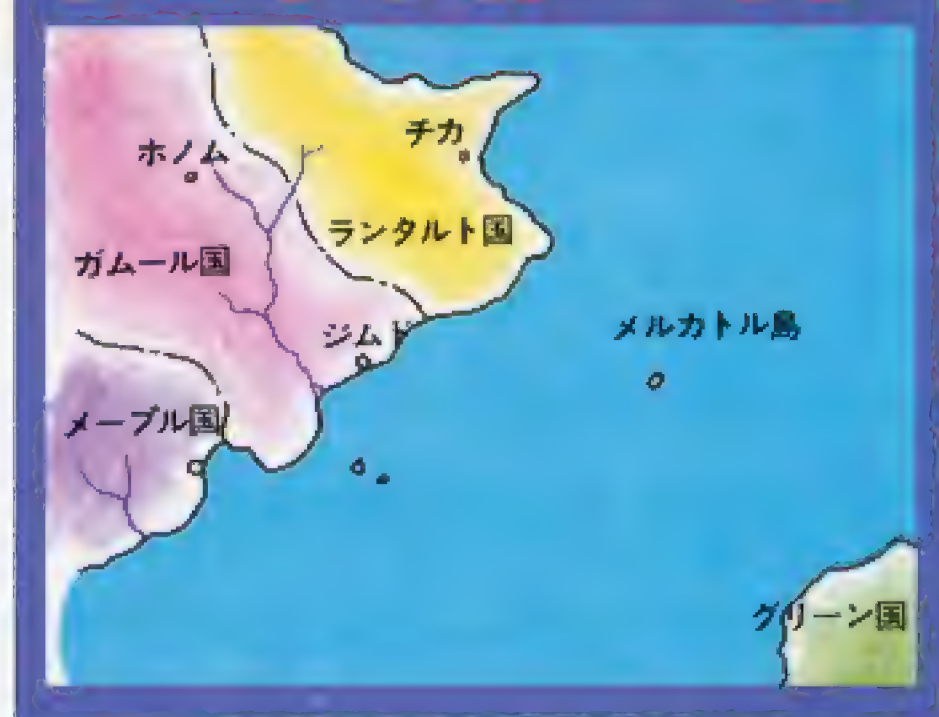 チカ
ホノム
ランタルト国
ガムール国
ジムド
メルカトル島
メーブル国
グリーン国